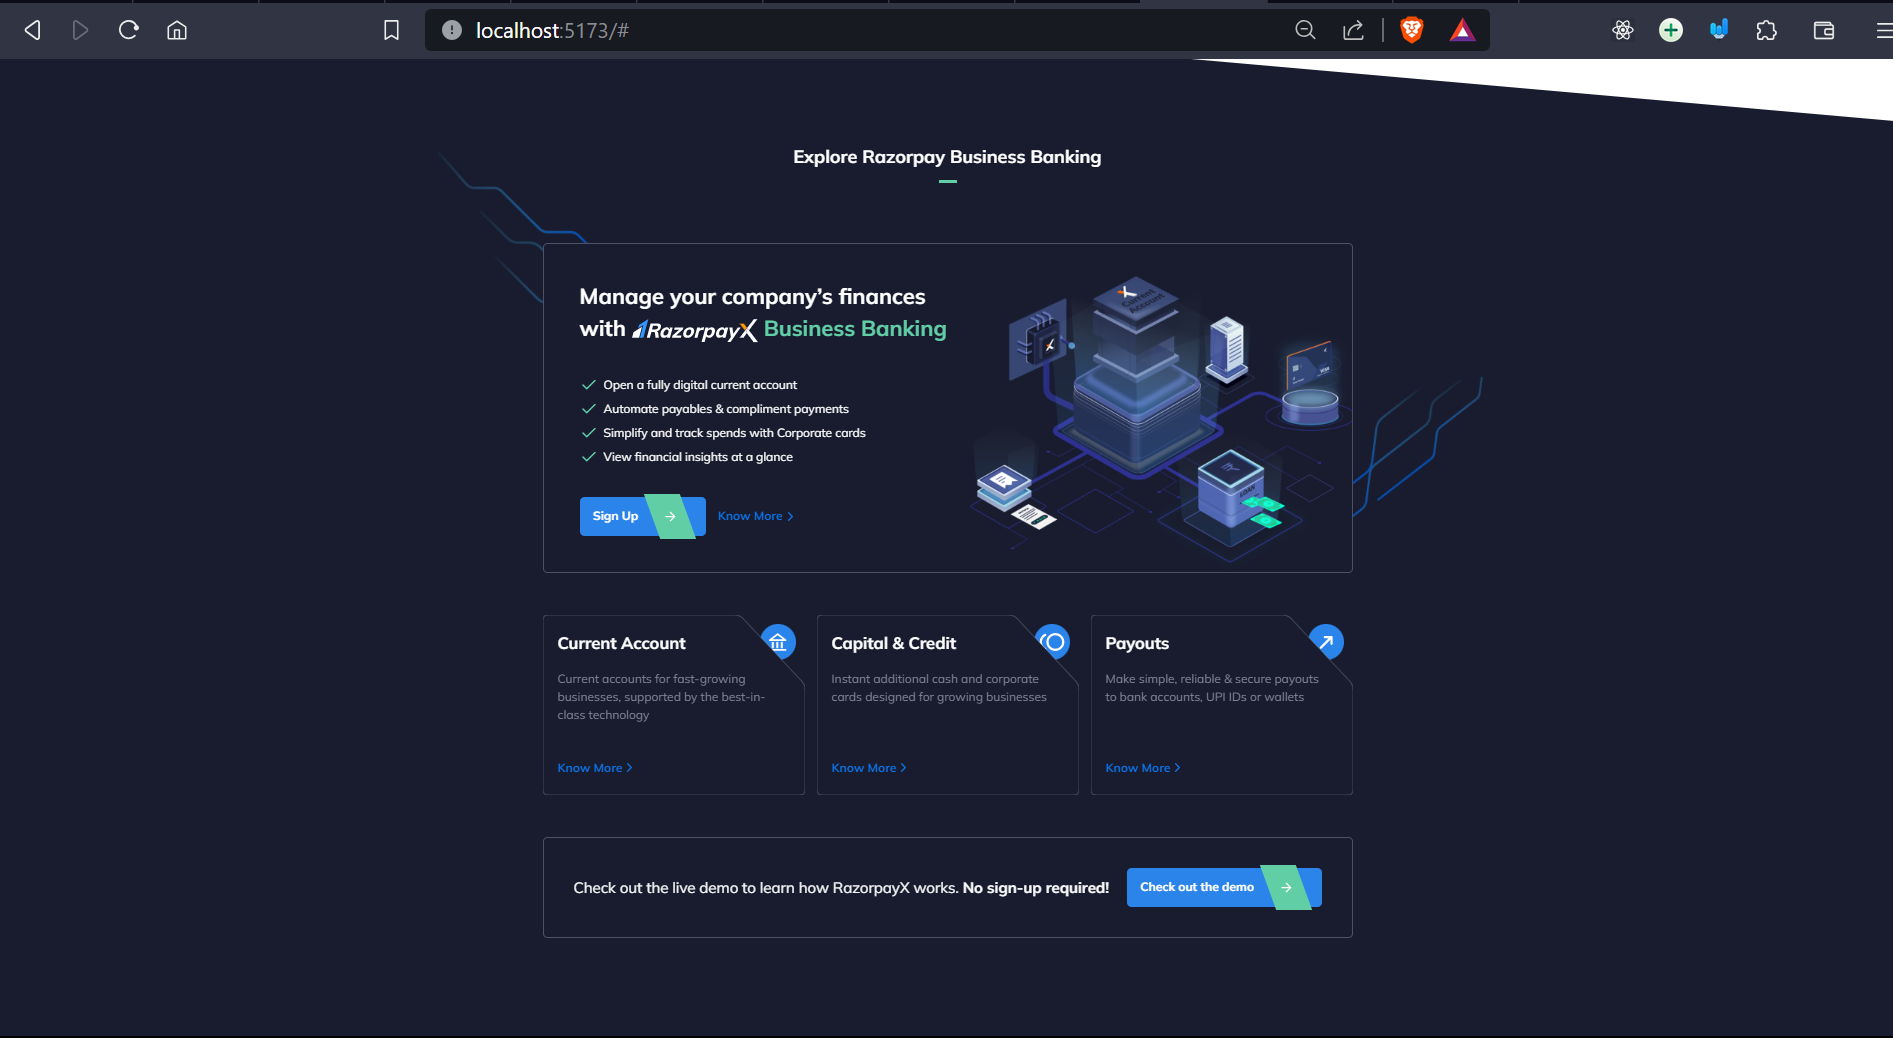 localhost:5173/#
Explore Razorpay Business Banking
Manage your company’s finances
with RazorpayX Business Banking
Open a fully digital current account
Automate payables & compliment payments
Simplify and track spends with Corporate cards
View financial insights at a glance
Sign Up
Know More
Current Account
Current Account
Current accounts for fast-growing
businesses, supported by the best-in-
class technology
Know More
Capital & Credit
Instant additional cash and corporate
cards designed for growing businesses
Know More
Payouts
Make simple, reliable & secure payouts
to bank accounts, UPI IDs or wallets
Know More
Check out the live demo to learn how RazorpayX works. No sign-up required!
Check out the demo